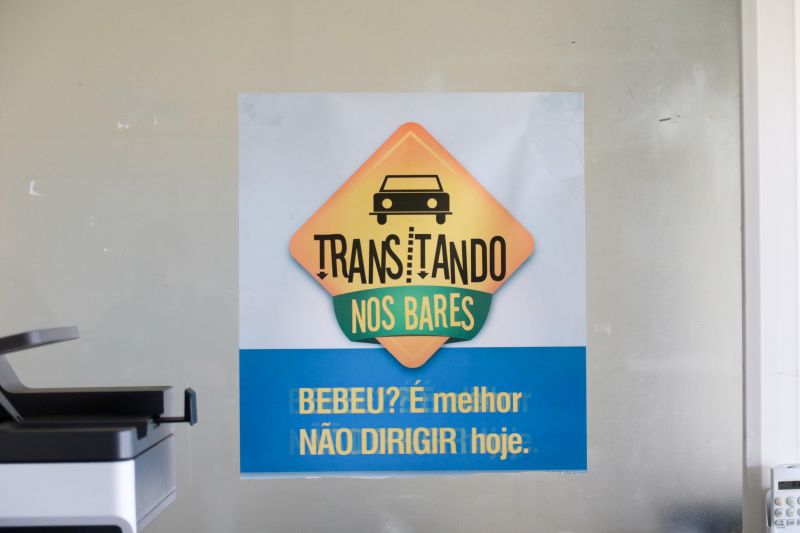 TRANSITANDO
NOS BARES
BEBEU? É melhor
NÃO DIRIGIR hoje.